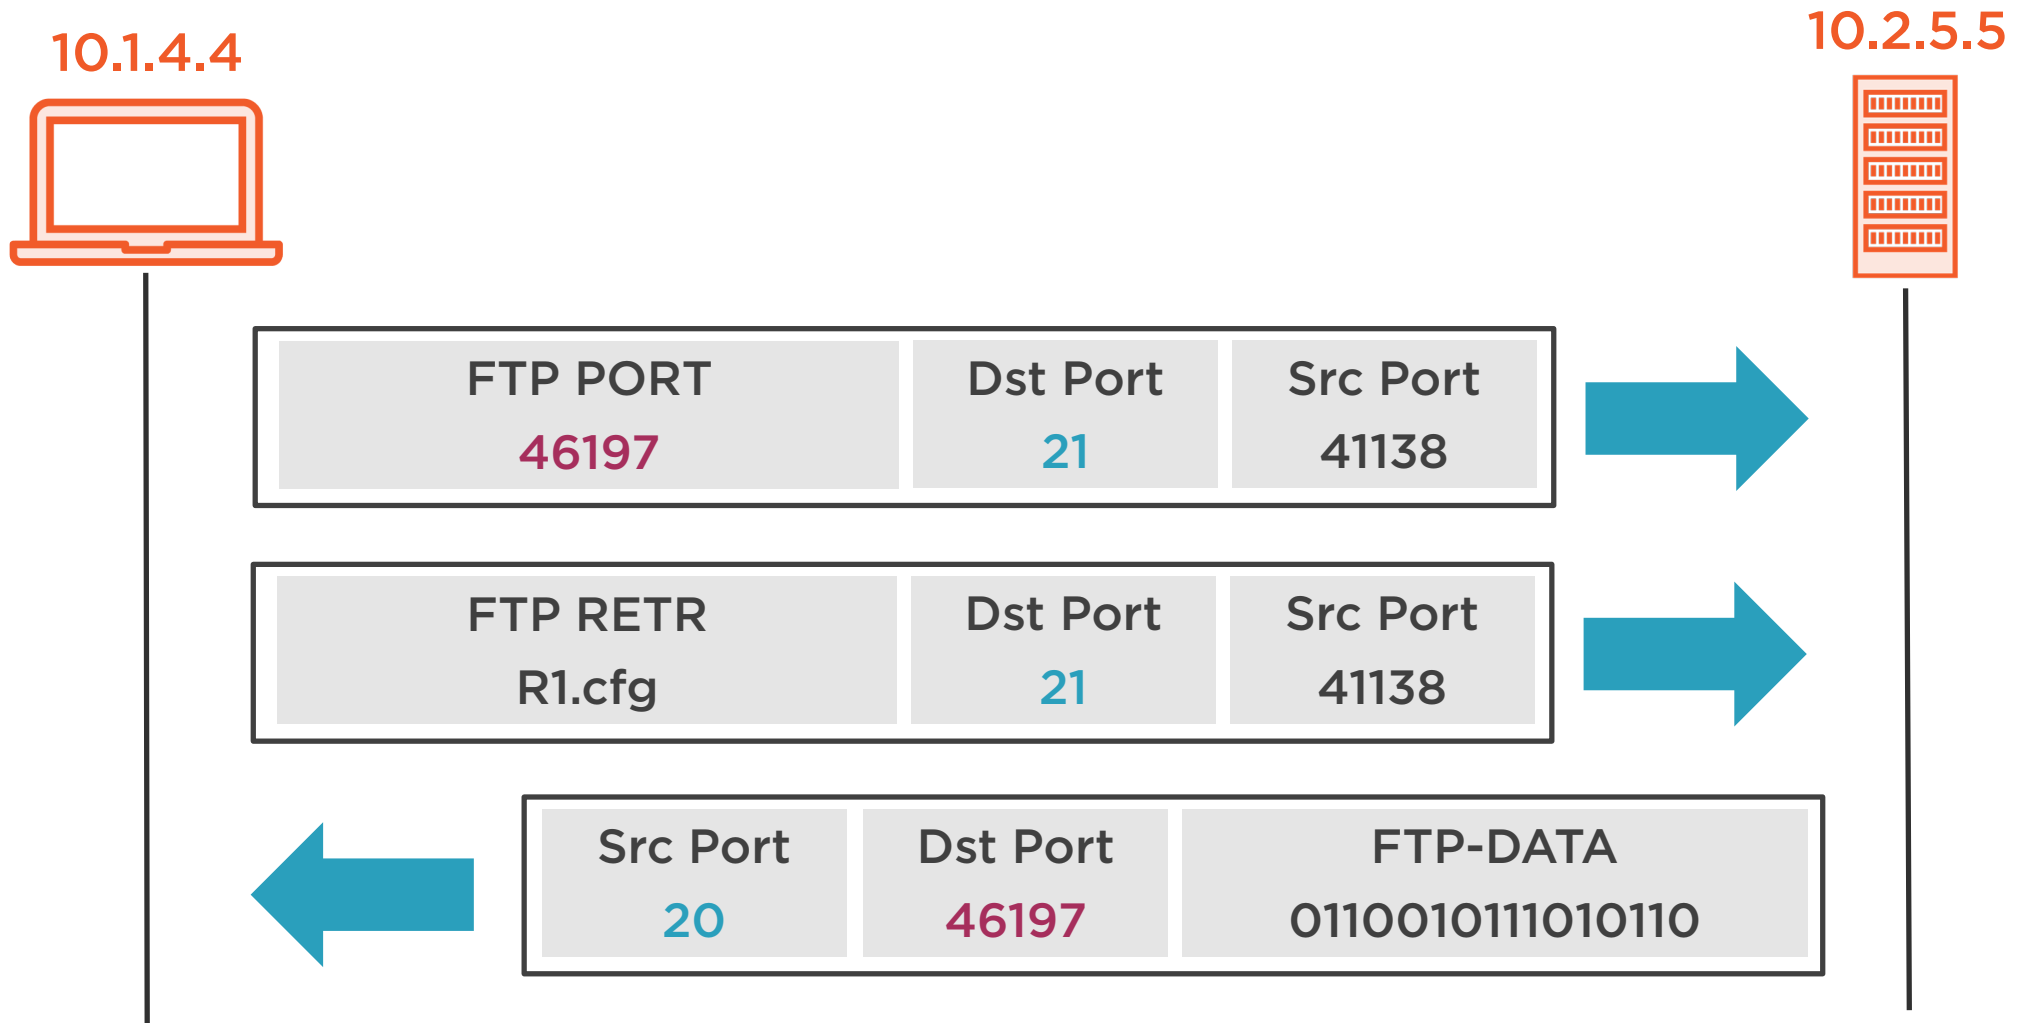 10.1.4.4
10.2.5.5
FTP PORT
46197
Dst Port
21
Src Port
41138
FTP RETR
R1.cfg
Dst Port
21
Src Port
41138
Src Port
20
Dst Port
46197
FTP-DATA
0110010111010110